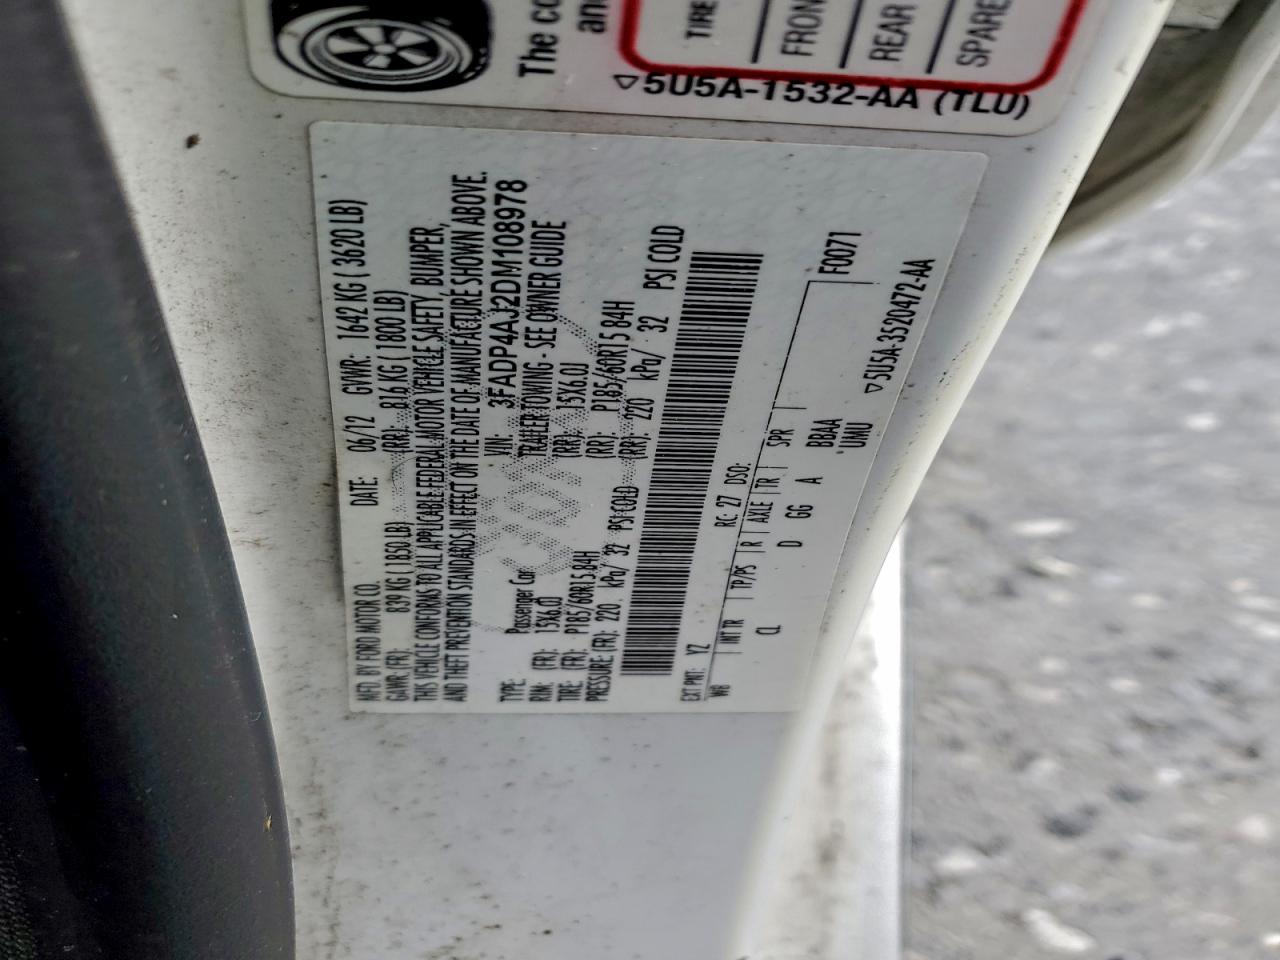 The co
and
TIRE
FRON
REAR
SPARE
5U5A-1532-AA (TLU)
MFD. BY FORD MOTOR CO. DATE: 06/12 GVWR: 1642 KG ( 3620 LB)
GAWR (FR): 839 KG ( 1850 LB) (RR): 816 KG ( 1800 LB)
THIS VEHICLE CONFORMS TO ALL APPLICABLE FEDERAL MOTOR VEHICLE SAFETY, BUMPER,
AND THEFT PREVENTION STANDARDS IN EFFECT ON THE DATE OF MANUFACTURE SHOWN ABOVE.
VIN: 3FADP4AJ2DM108978
TYPE: Passenger Car TRAILER TOWING - SEE OWNER GUIDE
RIM: (FR): 15X6.0J (RR): 15X6.0J
TIRE: (FR): P185/60R15 84H (RR): P185/60R15 84H
PRESSURE (FR): 220 kPa/ 32 PSI COLD (RR): 220 kPa/ 32 PSI COLD
EXT PNT: YZ RC: 27 DSO: F0071
WB INT TR TP/PS R AXLE TR SPR
CL D GG A BBAA
UMU
5U5A-3520472-AA